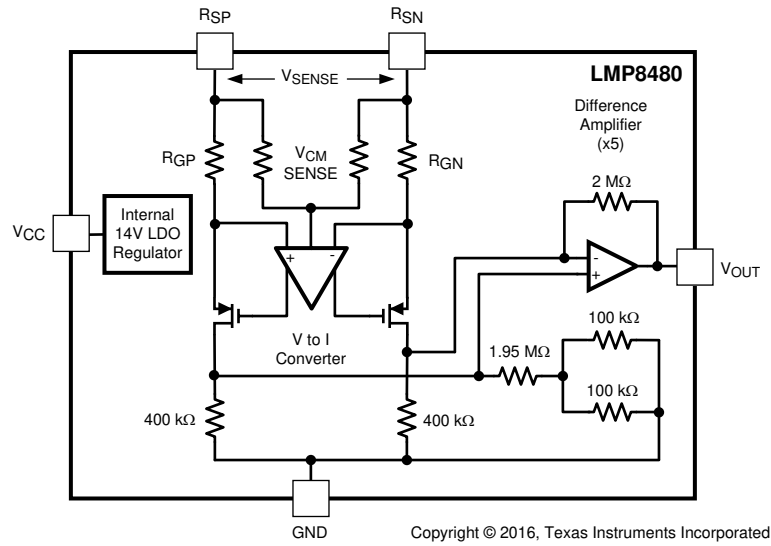 RSP
RSN
VSENSE
LMP8480
Difference
Amplifier
(x5)
RGP
VCM
SENSE
RGN
2 MΩ
VCC
Internal
14V LDO
Regulator
+
-
-
+
VOUT
V to I
Converter
100 kΩ
1.95 MΩ
100 kΩ
400 kΩ
400 kΩ
GND
Copyright © 2016, Texas Instruments Incorporated